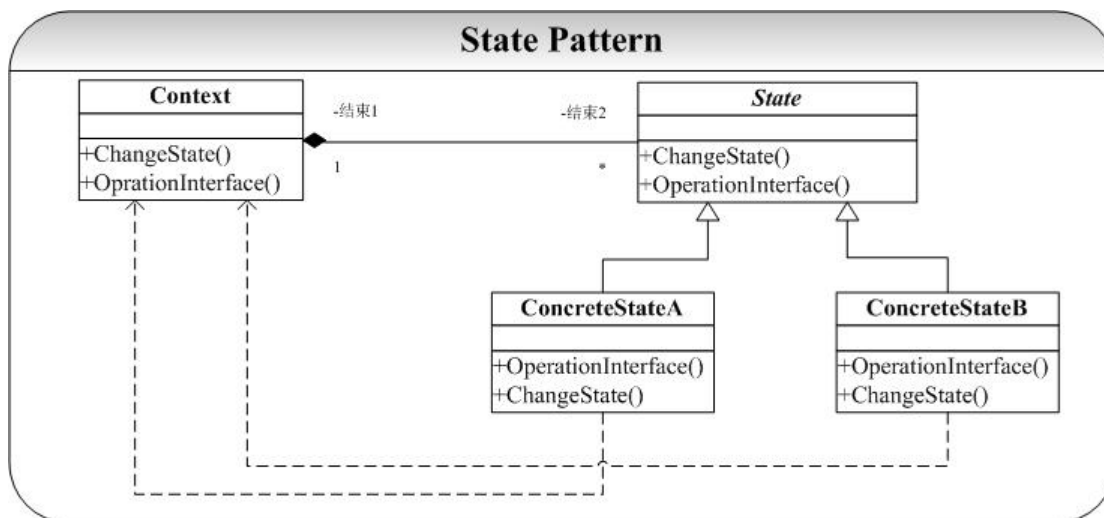 State Pattern
Context
+ChangeState()
+OprationInterface()
-结束1
-结束2
1
*
State
+ChangeState()
+OperationInterface()
ConcreteStateA
+OperationInterface()
+ChangeState()
ConcreteStateB
+OperationInterface()
+ChangeState()